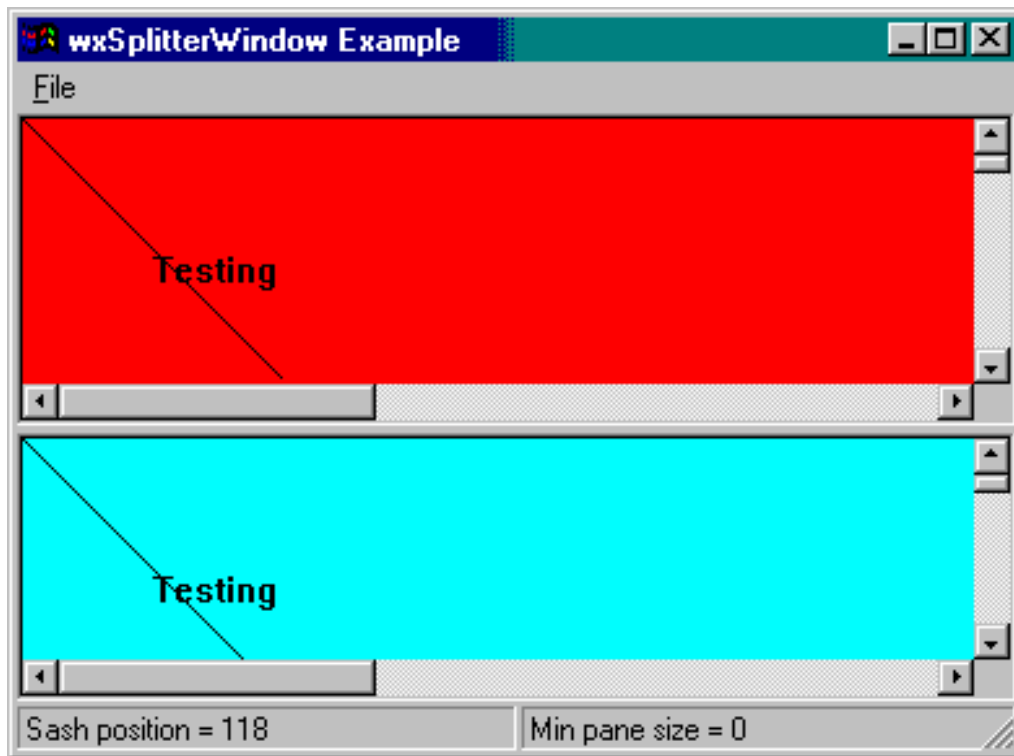 wxSplitterWindow Example
File
Testing
Testing
Sash position = 118
Min pane size = 0